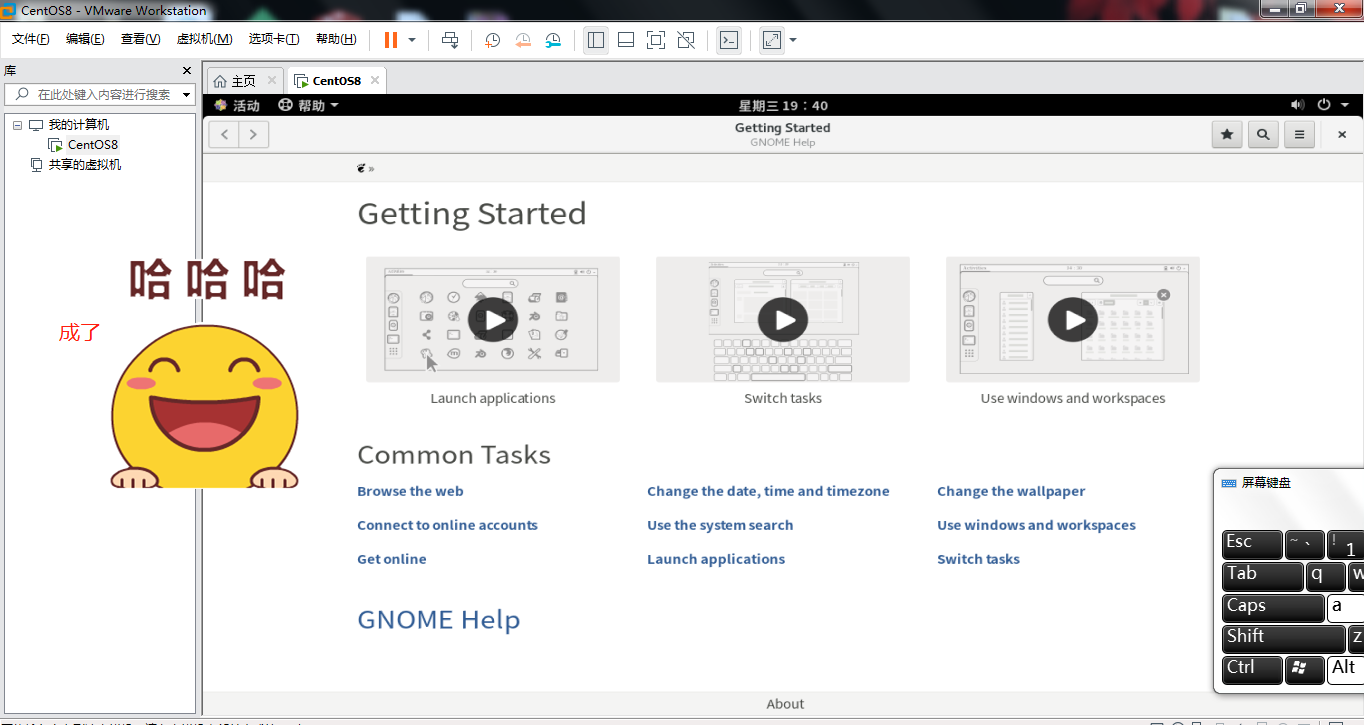 CentOS8 - VMware Workstation
文件(F) 编辑(E) 查看(V) 虚拟机(M) 选项卡(T) 帮助(H)
库
在此处键入内容进行搜索
我的计算机
CentOS8
共享的虚拟机
主页 CentOS8
活动 帮助 星期三 19：40
Getting Started
GNOME Help
»
Getting Started
Launch applications Switch tasks Use windows and workspaces
哈哈哈
成了
Common Tasks
Browse the web Change the date, time and timezone Change the wallpaper
Connect to online accounts Use the system search Use windows and workspaces
Get online Launch applications Switch tasks
GNOME Help
About
屏幕键盘
Esc ~ 、 ! 1
Tab q w
Caps a
Shift z
Ctrl Alt